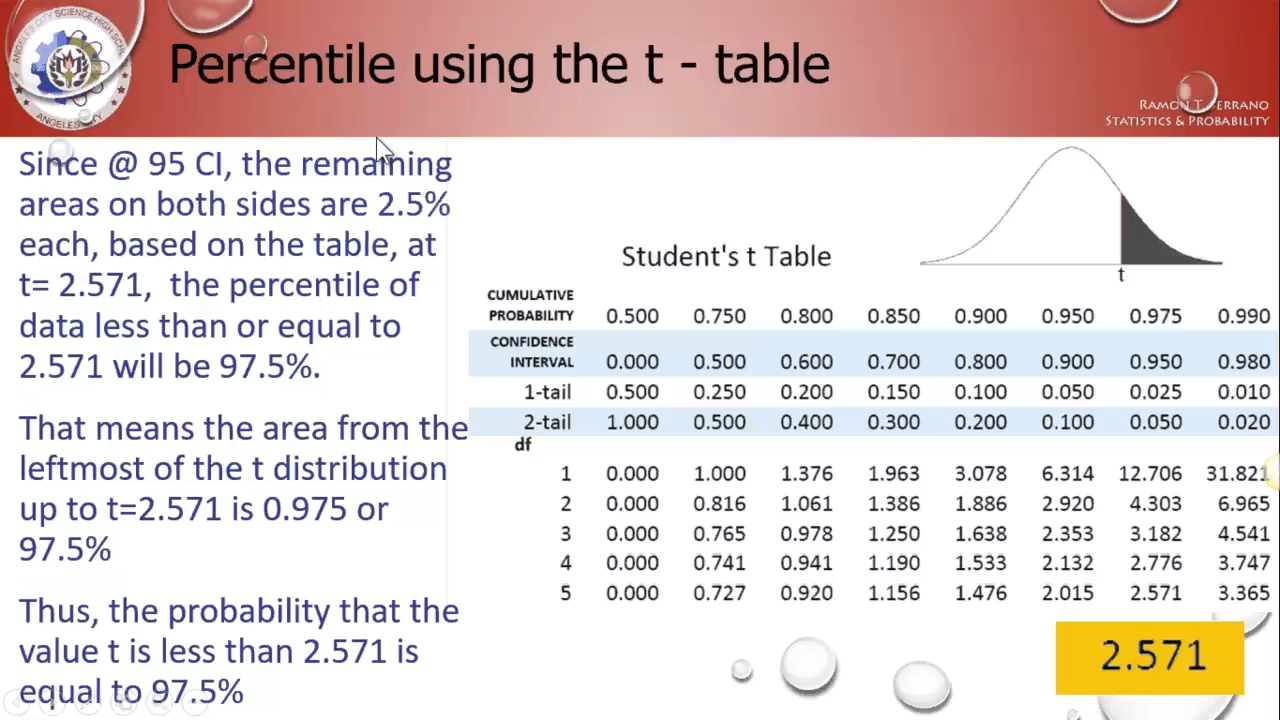 ANGELES CITY SCIENCE HIGH SCHOOL
ANGELES CITY
Percentile using the t - table
RAMON T. SERRANO
STATISTICS & PROBABILITY
Since @ 95 CI, the remaining
areas on both sides are 2.5%
each, based on the table, at
t= 2.571, the percentile of
data less than or equal to
2.571 will be 97.5%.
That means the area from the
leftmost of the t distribution
up to t=2.571 is 0.975 or
97.5%
Thus, the probability that the
value t is less than 2.571 is
equal to 97.5%
t
Student's t Table
CUMULATIVE
PROBABILITY 0.500 0.750 0.800 0.850 0.900 0.950 0.975 0.990
CONFIDENCE
INTERVAL 0.000 0.500 0.600 0.700 0.800 0.900 0.950 0.980
1-tail 0.500 0.250 0.200 0.150 0.100 0.050 0.025 0.010
2-tail 1.000 0.500 0.400 0.300 0.200 0.100 0.050 0.020
df
1 0.000 1.000 1.376 1.963 3.078 6.314 12.706 31.821
2 0.000 0.816 1.061 1.386 1.886 2.920 4.303 6.965
3 0.000 0.765 0.978 1.250 1.638 2.353 3.182 4.541
4 0.000 0.741 0.941 1.190 1.533 2.132 2.776 3.747
5 0.000 0.727 0.920 1.156 1.476 2.015 2.571 3.365
2.571